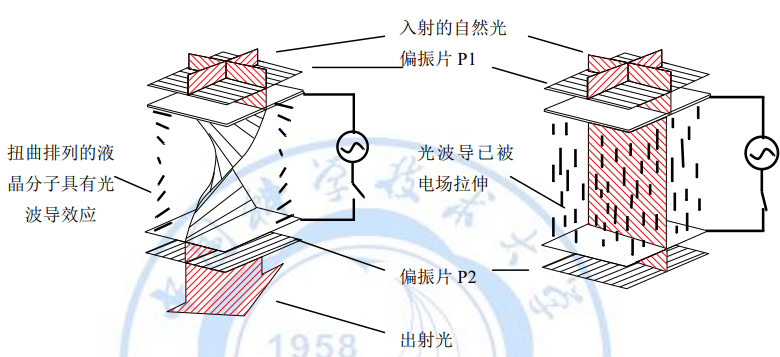 入射的自然光
偏振片 P1
扭曲排列的液
晶分子具有光
波导效应
光波导已被
电场拉伸
偏振片 P2
出射光
1958